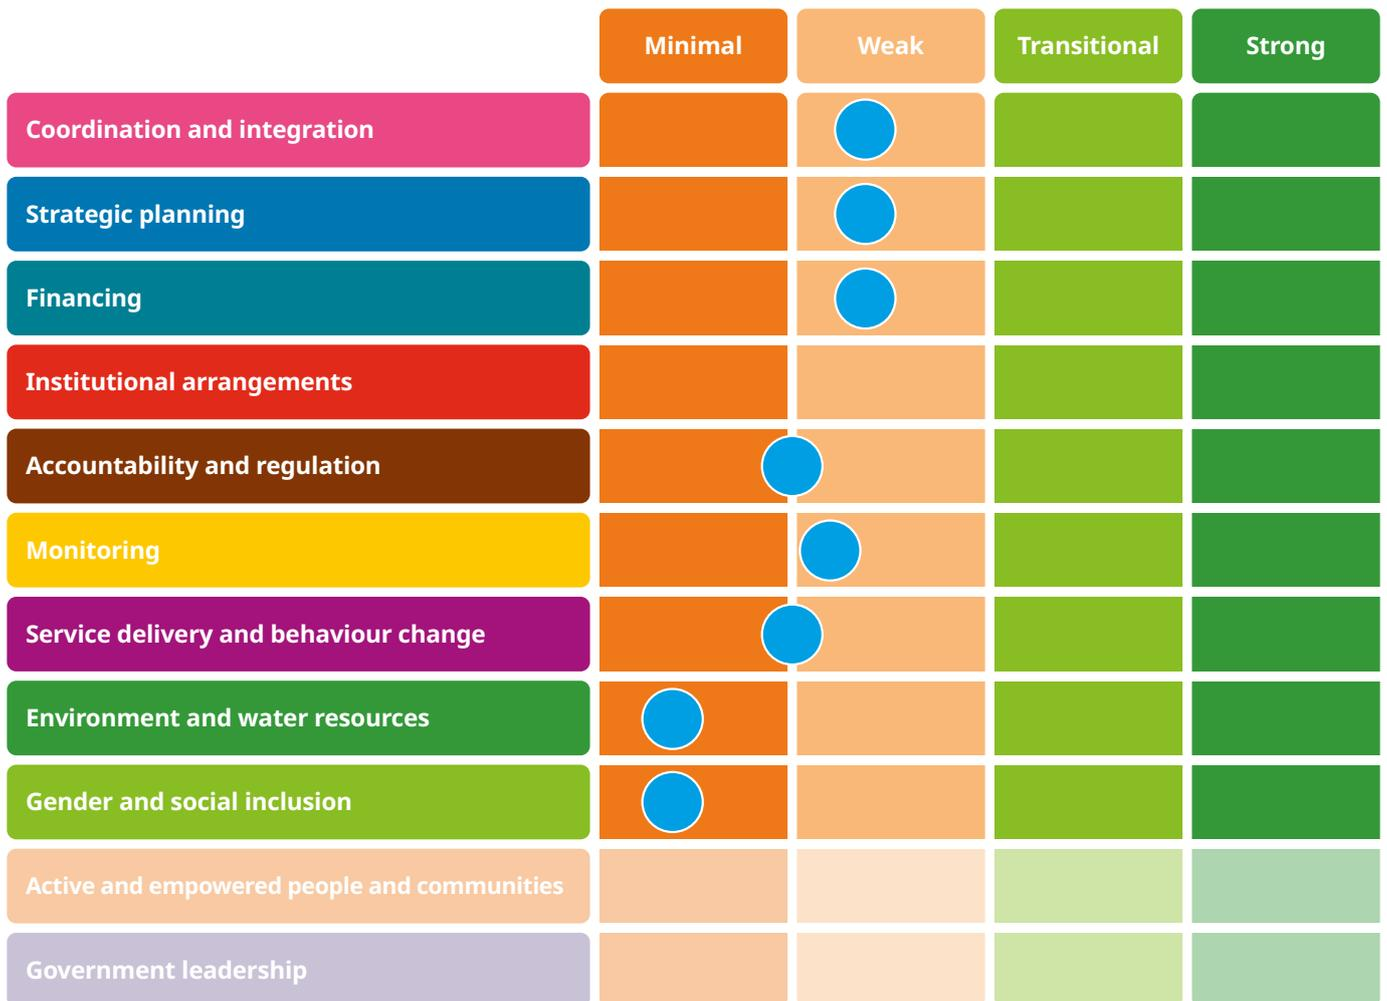 Minimal Weak Transitional Strong
Coordination and integration
Strategic planning
Financing
Institutional arrangements
Accountability and regulation
Monitoring
Service delivery and behaviour change
Environment and water resources
Gender and social inclusion
Active and empowered people and communities
Government leadership